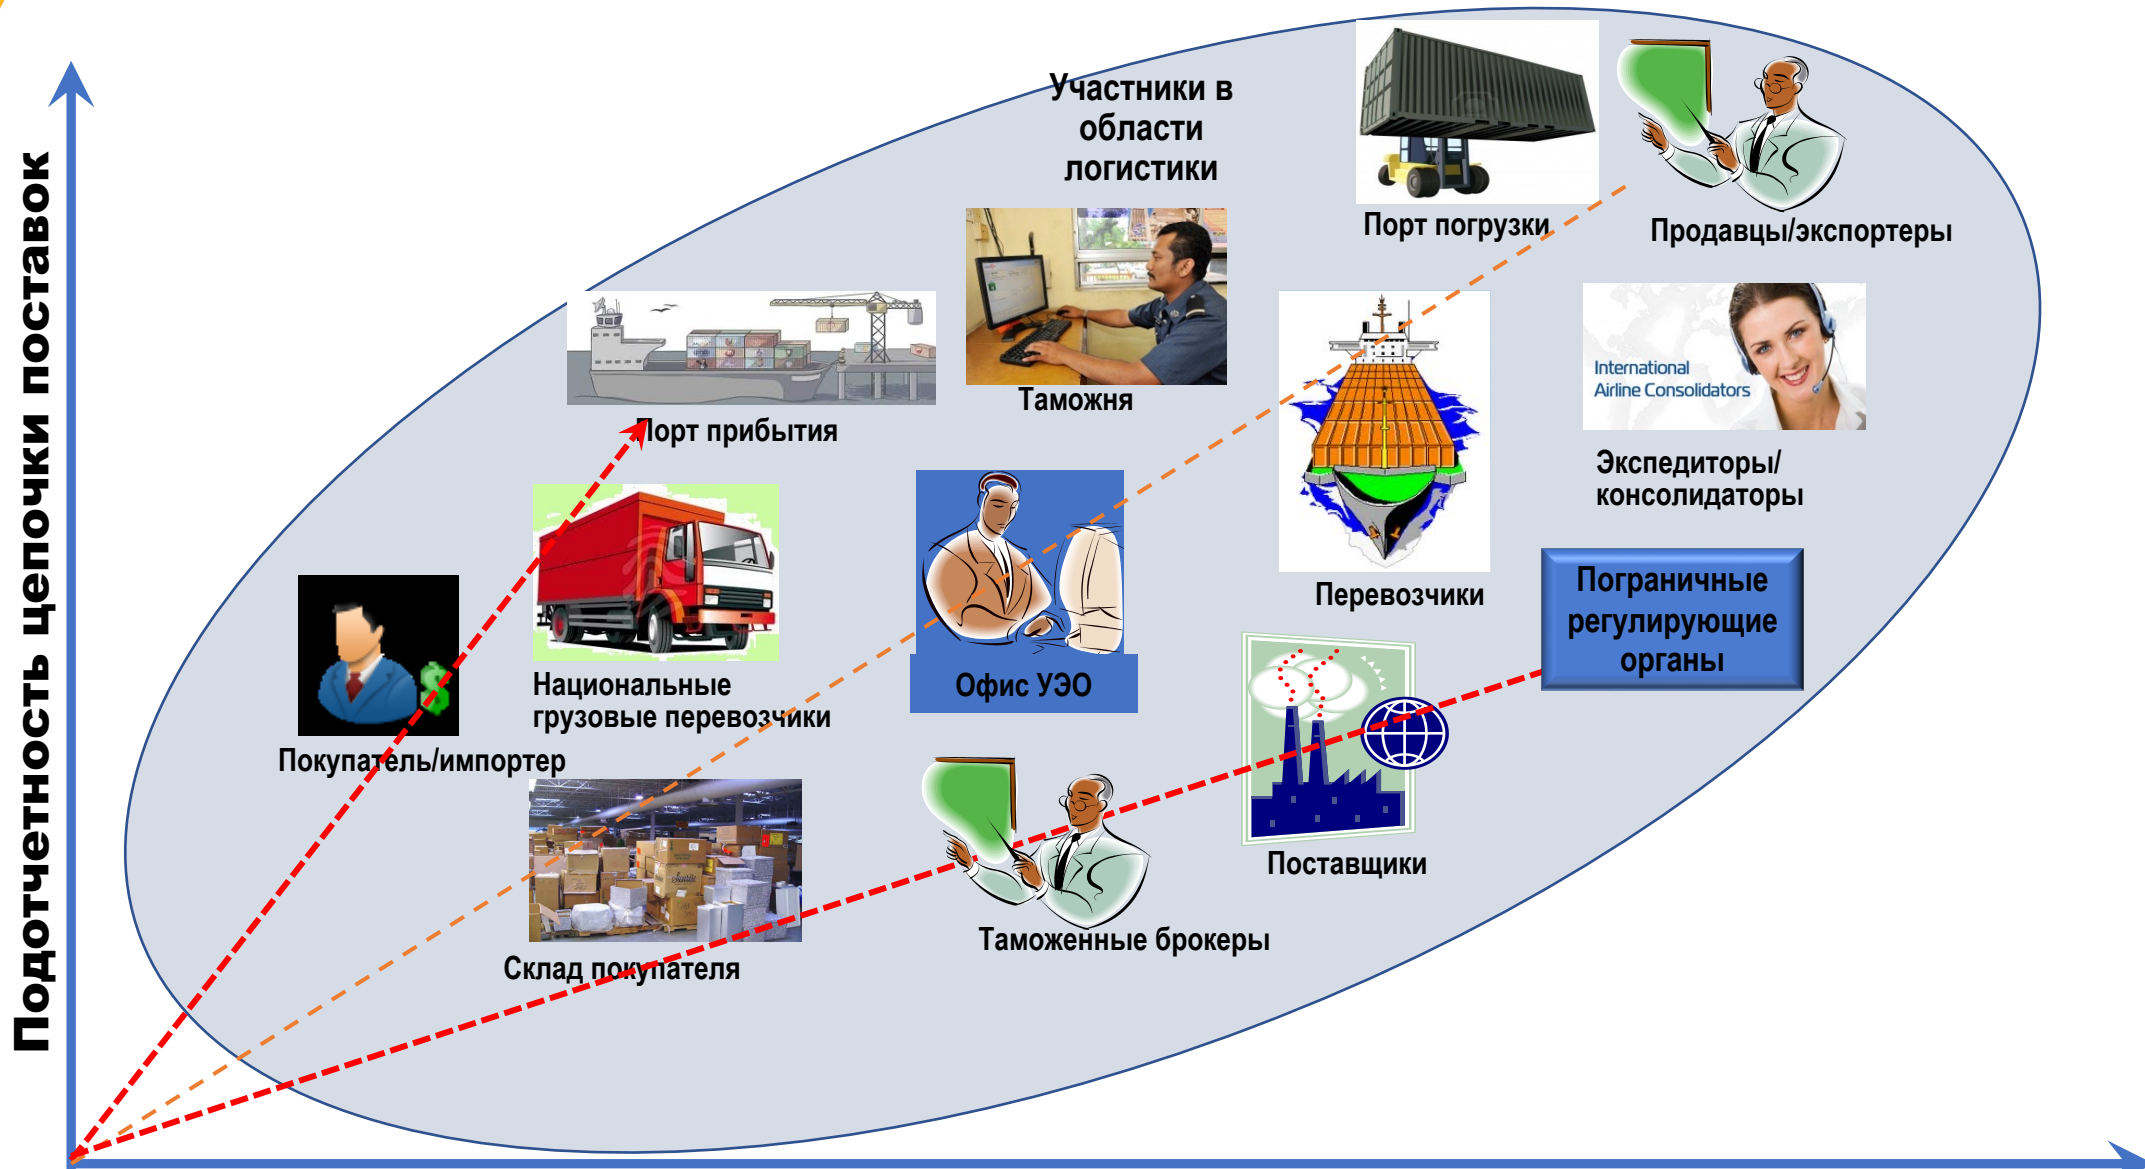 Подотчетность цепочки поставок
Участники в
области
логистики
Порт погрузки
Продавцы/экспортеры
Таможня
International
Airline Consolidators
Порт прибытия
Экспедиторы/
консолидаторы
Перевозчики
Пограничные
регулирующие
органы
Национальные
грузовые перевозчики
Офис УЭО
Покупатель/импортер
Поставщики
Таможенные брокеры
Склад покупателя